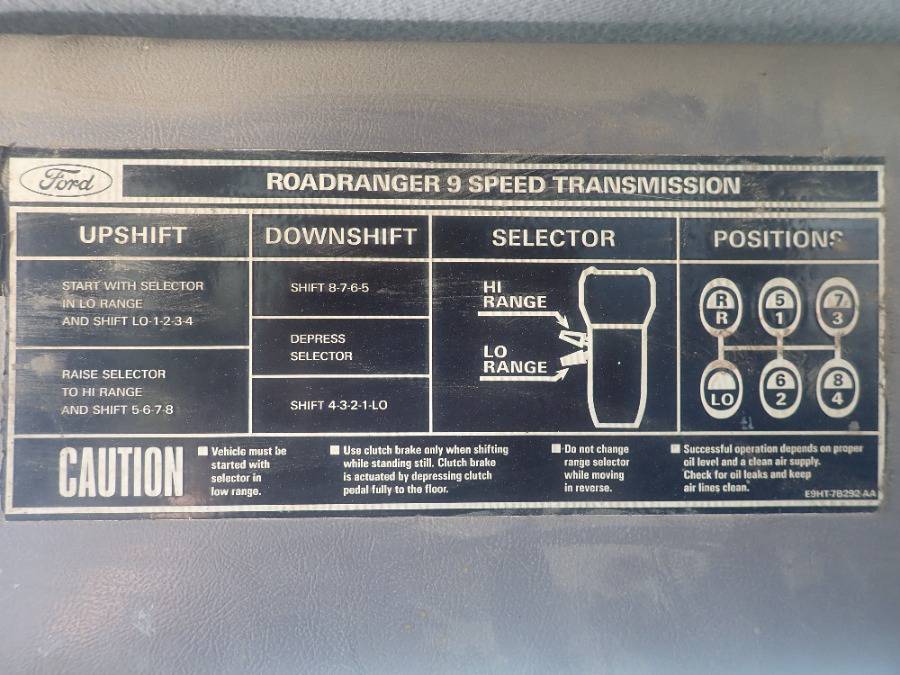 Ford
ROADRANGER 9 SPEED TRANSMISSION
UPSHIFT
START WITH SELECTOR
IN LO RANGE
AND SHIFT LO-1-2-3-4
RAISE SELECTOR
TO HI RANGE
AND SHIFT 5-6-7-8
DOWNSHIFT
SHIFT 8-7-6-5
DEPRESS
SELECTOR
SHIFT 4-3-2-1-LO
SELECTOR
HI
RANGE
LO
RANGE
POSITIONS
R 5 7
R 1 3
6 8
LO 2 4
CAUTION
Vehicle must be
started with
selector in
low range.
Use clutch brake only when shifting
while standing still. Clutch brake
is actuated by depressing clutch
pedal fully to the floor.
Do not change
range selector
while moving
in reverse.
Successful operation depends on proper
oil level and a clean air supply.
Check for oil leaks and keep
air lines clean.
E9HT-7B292-AA